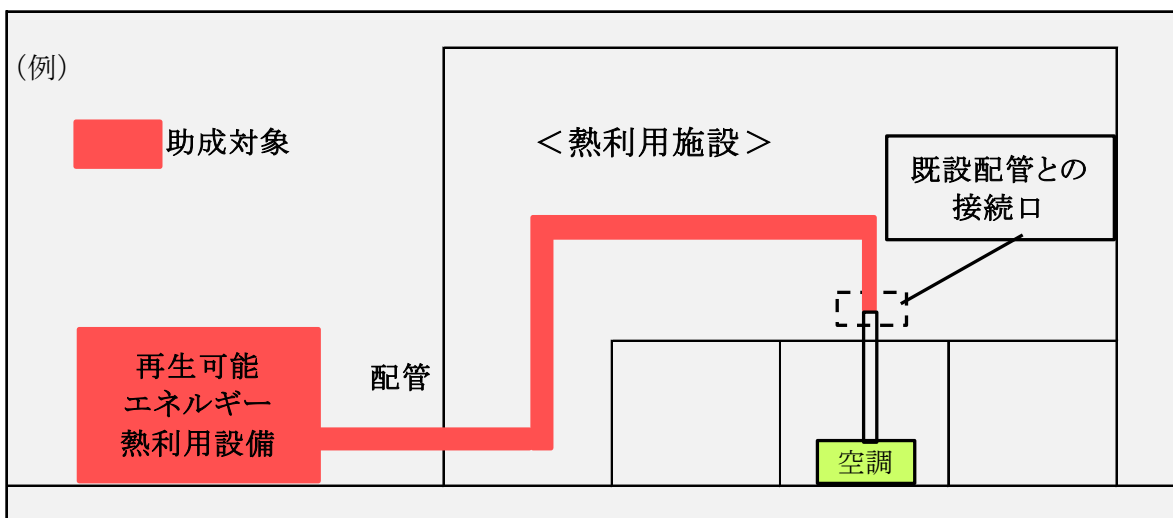 (例)
助成対象
＜熱利用施設＞
既設配管との
接続口
再生可能
エネルギー
熱利用設備
配管
空調